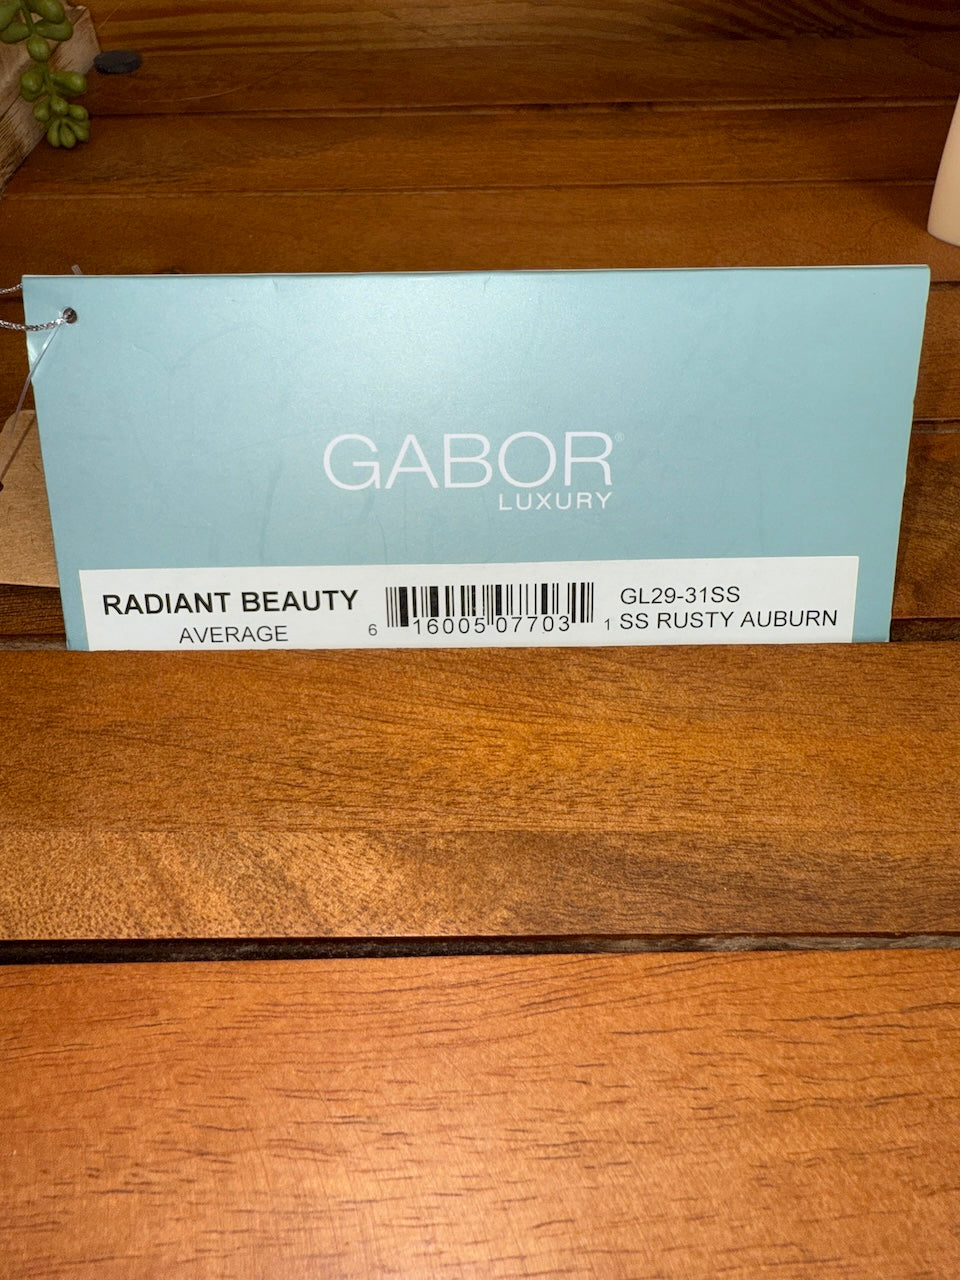 GABOR®
LUXURY
RADIANT BEAUTY
AVERAGE
6 16005 07703 1
GL29-31SS
SS RUSTY AUBURN